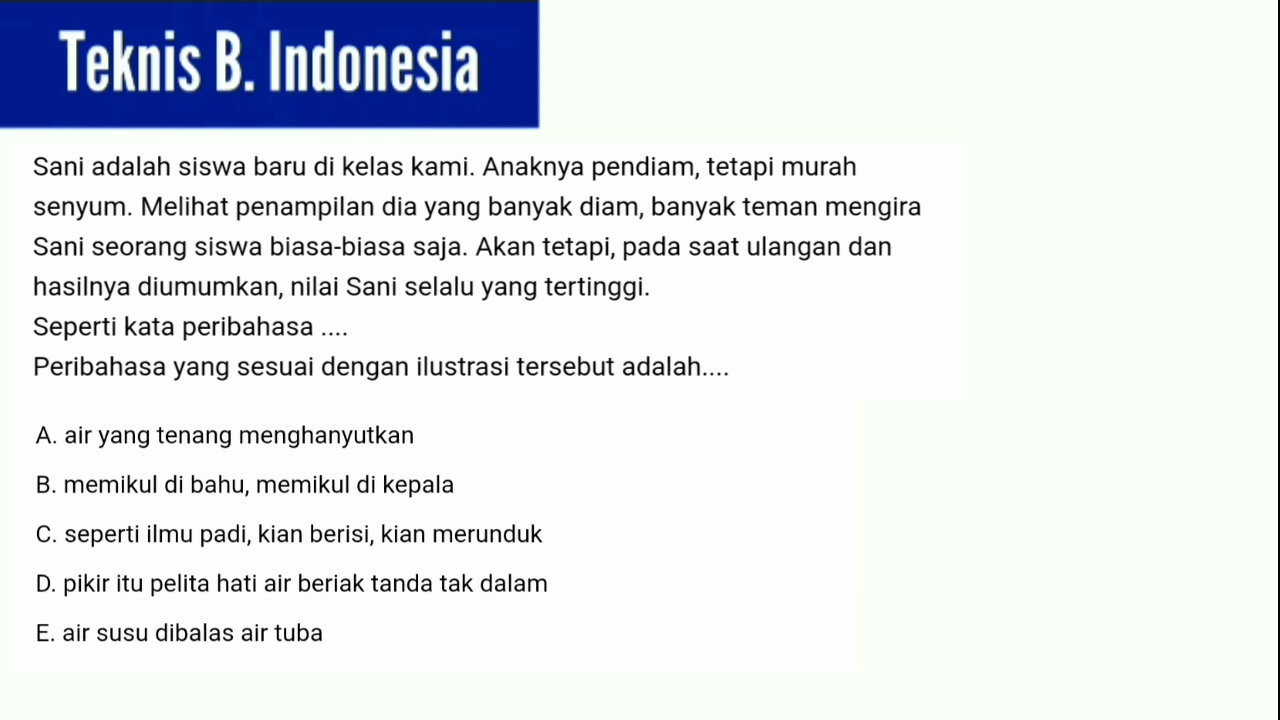 Teknis B. Indonesia
Sani adalah siswa baru di kelas kami. Anaknya pendiam, tetapi murah
senyum. Melihat penampilan dia yang banyak diam, banyak teman mengira
Sani seorang siswa biasa-biasa saja. Akan tetapi, pada saat ulangan dan
hasilnya diumumkan, nilai Sani selalu yang tertinggi.
Seperti kata peribahasa ....
Peribahasa yang sesuai dengan ilustrasi tersebut adalah....
A. air yang tenang menghanyutkan
B. memikul di bahu, memikul di kepala
C. seperti ilmu padi, kian berisi, kian merunduk
D. pikir itu pelita hati air beriak tanda tak dalam
E. air susu dibalas air tuba